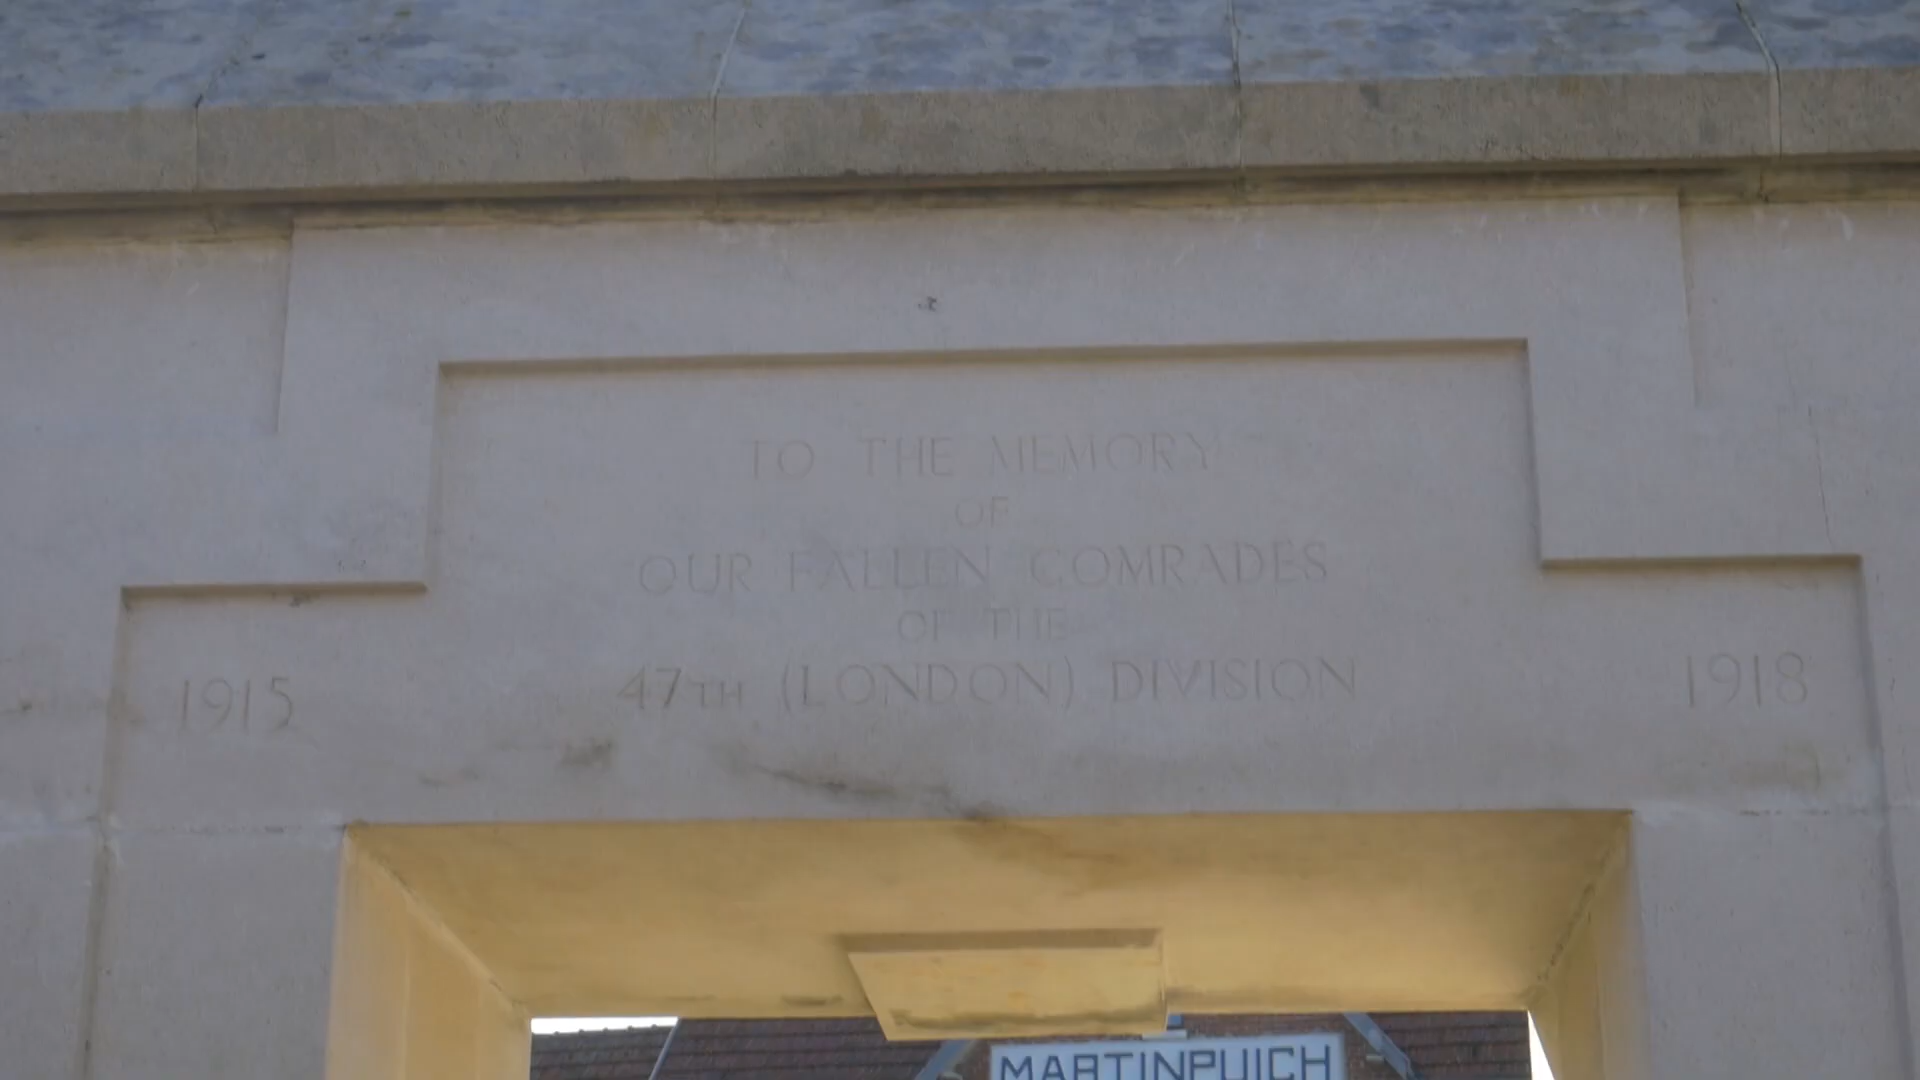 TO THE MEMORY
OF
OUR FALLEN COMRADES
OF THE
47TH (LONDON) DIVISION
1915
1918
MARTINPUICH